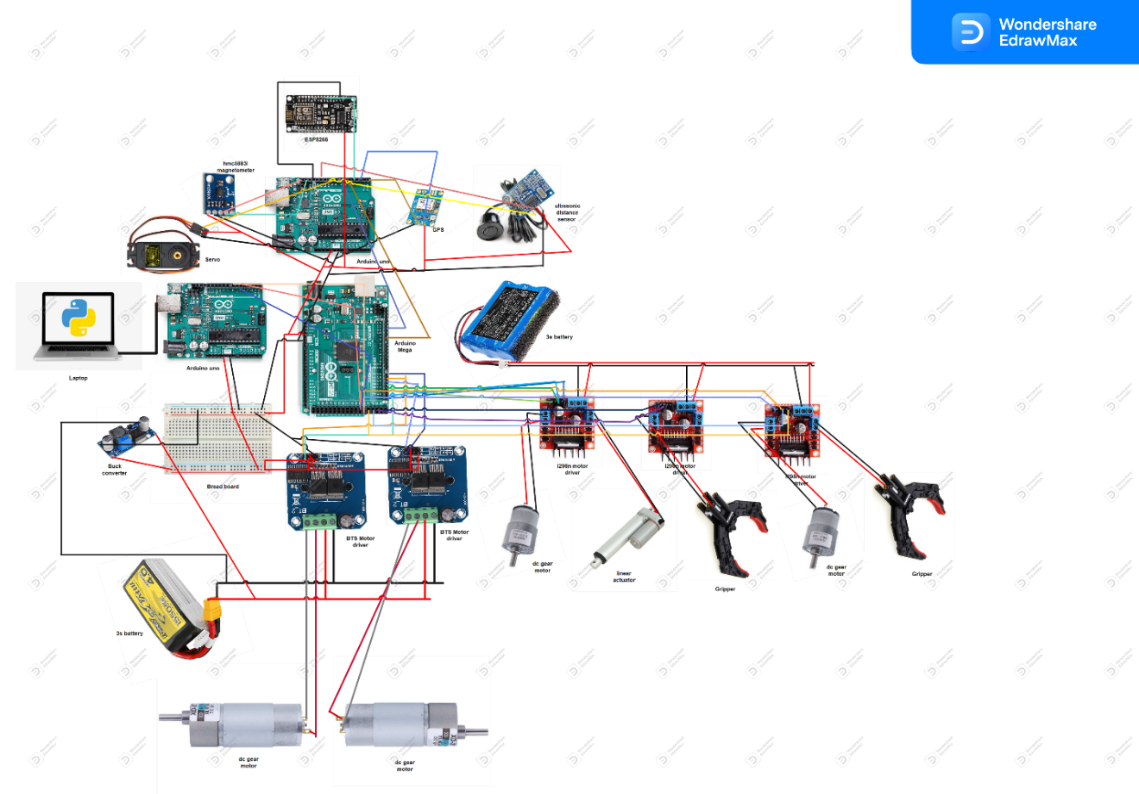 Wondershare
EdrawMax
ESP8266
hmc5883l
magnetometer
ultrasonic
distance
sensor
GPS
Servo
Arduino uno
3s battery
Arduino
Mega
Laptop
Arduino uno
Buck
converter
Bread board
l298n motor
driver
l298n motor
driver
l298n motor
driver
BTS Motor
driver
BTS Motor
driver
dc gear
motor
linear
actuator
Gripper
dc gear
motor
Gripper
3s battery
dc gear
motor
dc gear
motor